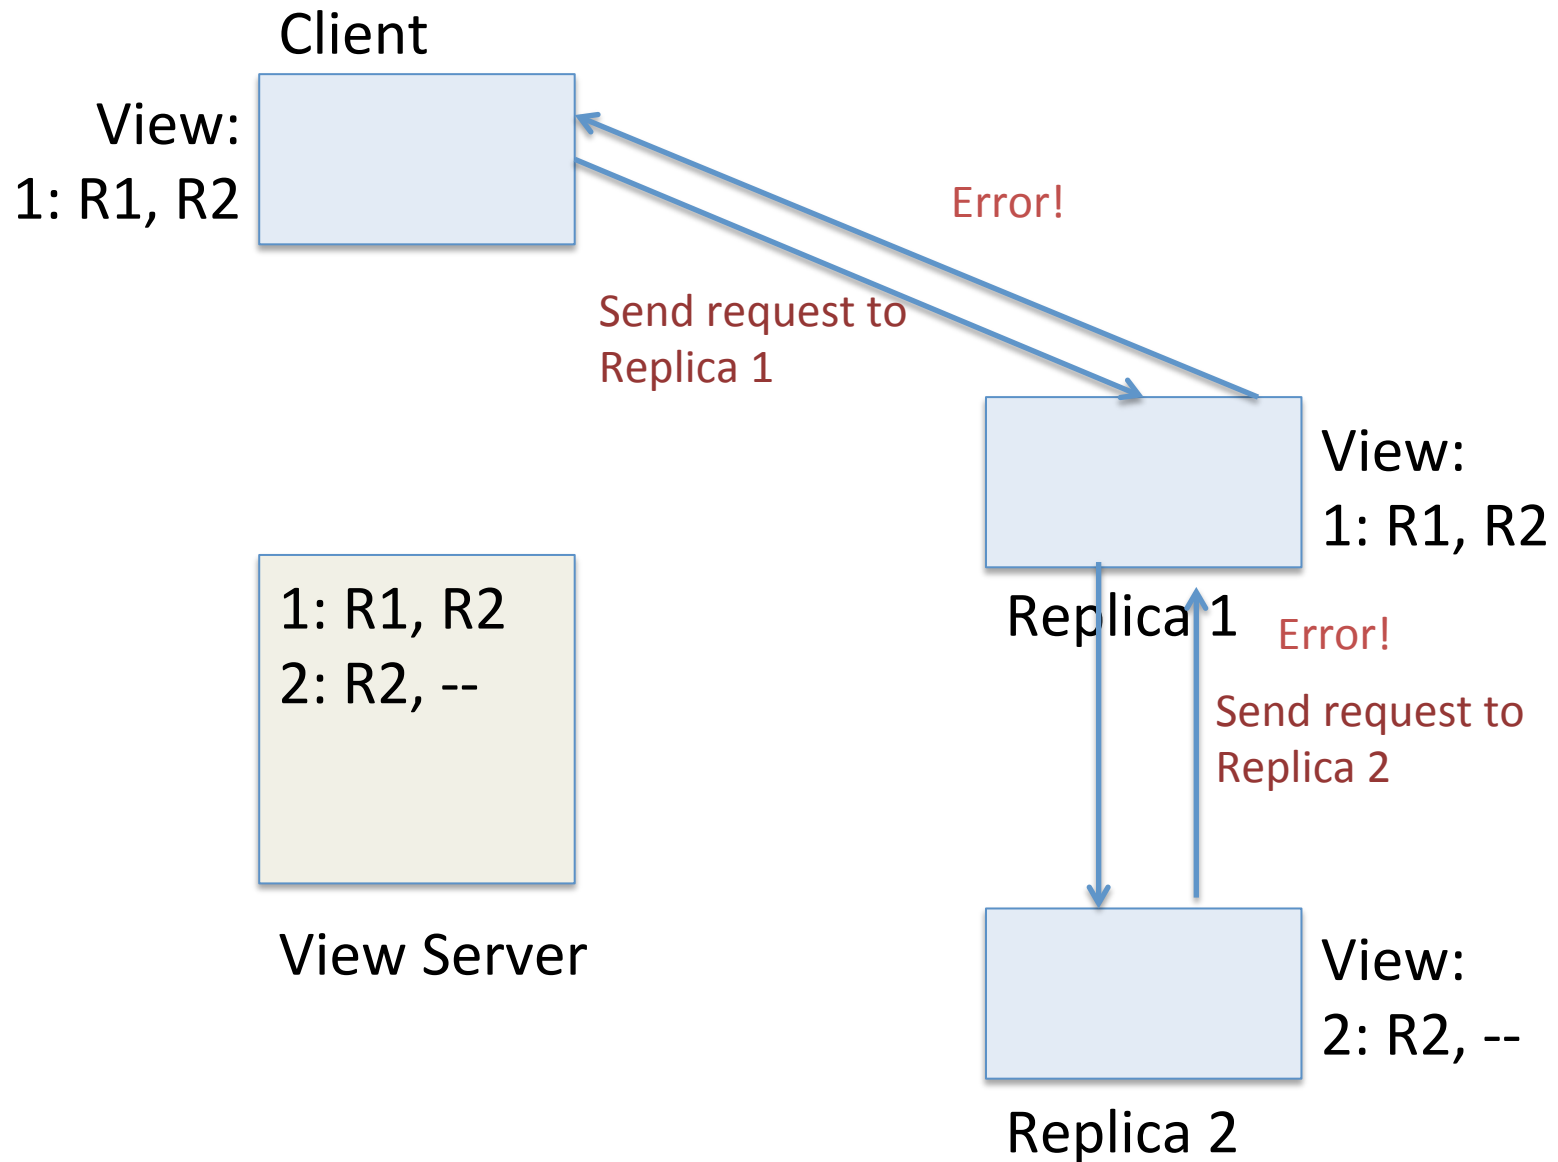 Client
View:
1: R1, R2
Error!
Send request to
Replica 1
View:
1: R1, R2
Replica 1
Error!
Send request to
Replica 2
1: R1, R2
2: R2, --
View Server
View:
2: R2, --
Replica 2